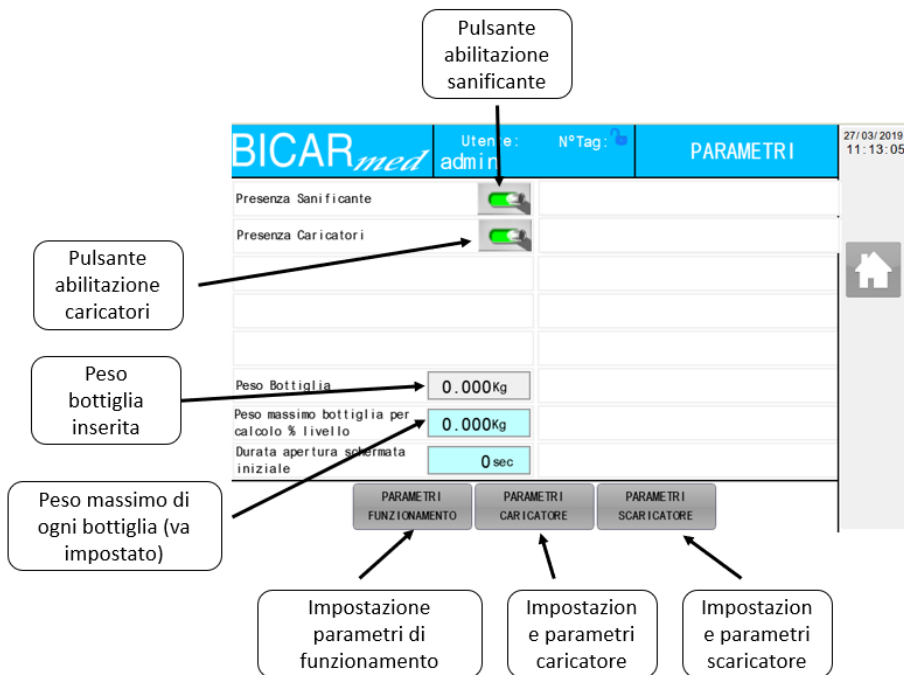 Pulsante
abilitazione
sanificante
BICARmed
Utente:
admin
N°Tag:
PARAMETRI
27/03/2019
11:13:05
Presenza Sanificante
Presenza Caricatori
Pulsante
abilitazione
caricatori
Peso
bottiglia
inserita
Peso Bottiglia
0.000Kg
Peso massimo bottiglia per
calcolo % livello
0.000Kg
Durata apertura schermata
iniziale
0 sec
Peso massimo di
ogni bottiglia (va
impostato)
PARAMETRI
FUNZIONAMENTO
PARAMETRI
CARICATORE
PARAMETRI
SCARICATORE
Impostazione
parametri di
funzionamento
Impostazion
e parametri
caricatore
Impostazion
e parametri
scaricatore